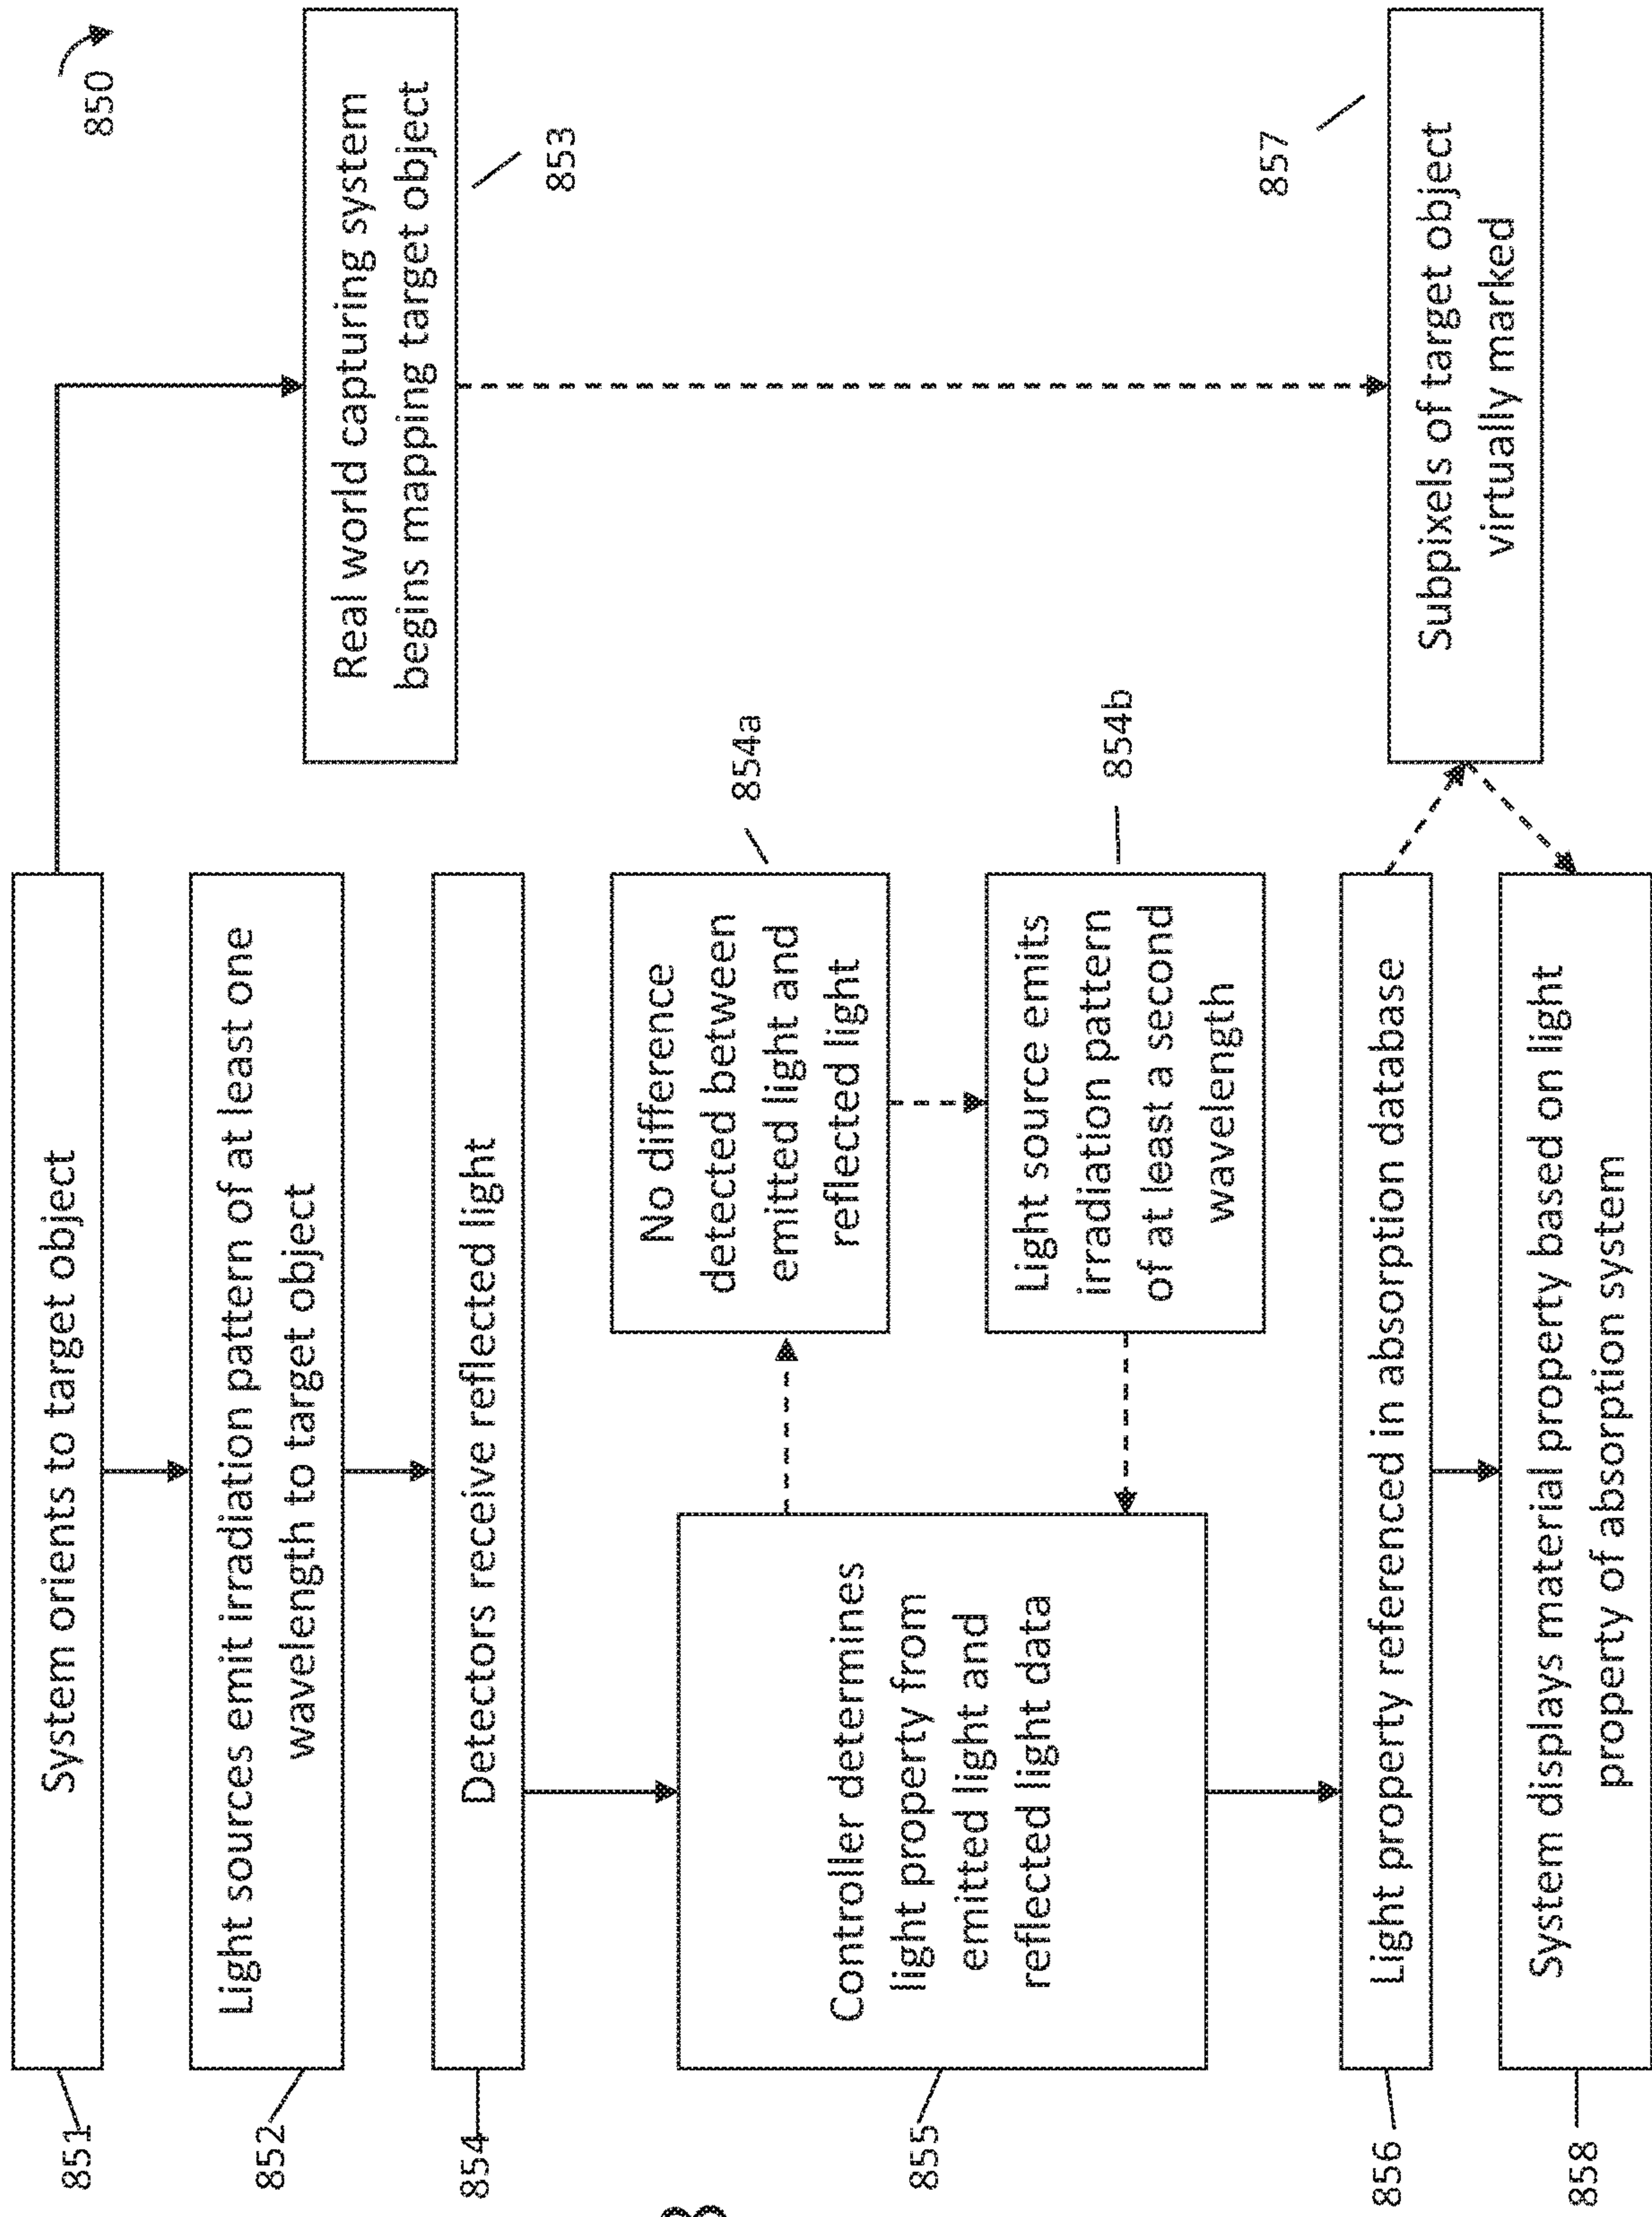 850
851
System orients to target object
852
Light sources emit irradiation pattern of at least one
wavelength to target object
Real world capturing system
begins mapping target object
853
854
Detectors receive reflected light
855
Controller determines
light property from
emitted light and
reflected light data
No difference
detected between
emitted light and
reflected light
854a
Light source emits
irradiation pattern
of at least a second
wavelength
854b
856
Light property referenced in absorption database
857
Subpixels of target object
virtually marked
858
System displays material property based on light
property of absorption system